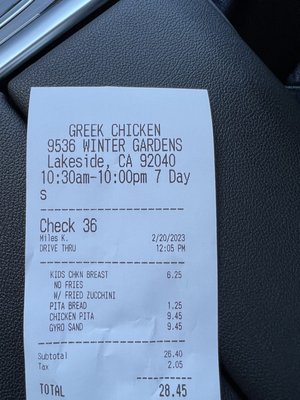 GREEK CHICKEN
9536 WINTER GARDENS
Lakeside, CA 92040
10:30am-10:00pm 7 Day
s
Check 36
Miles K. 2/20/2023
DRIVE THRU 12:05 PM
KIDS CHKN BREAST 6.25
NO FRIES
W/ FRIED ZUCCHINI
PITA BREAD 1.25
CHICKEN PITA 9.45
GYRO SAND 9.45
Subtotal 26.40
Tax 2.05
TOTAL 28.45